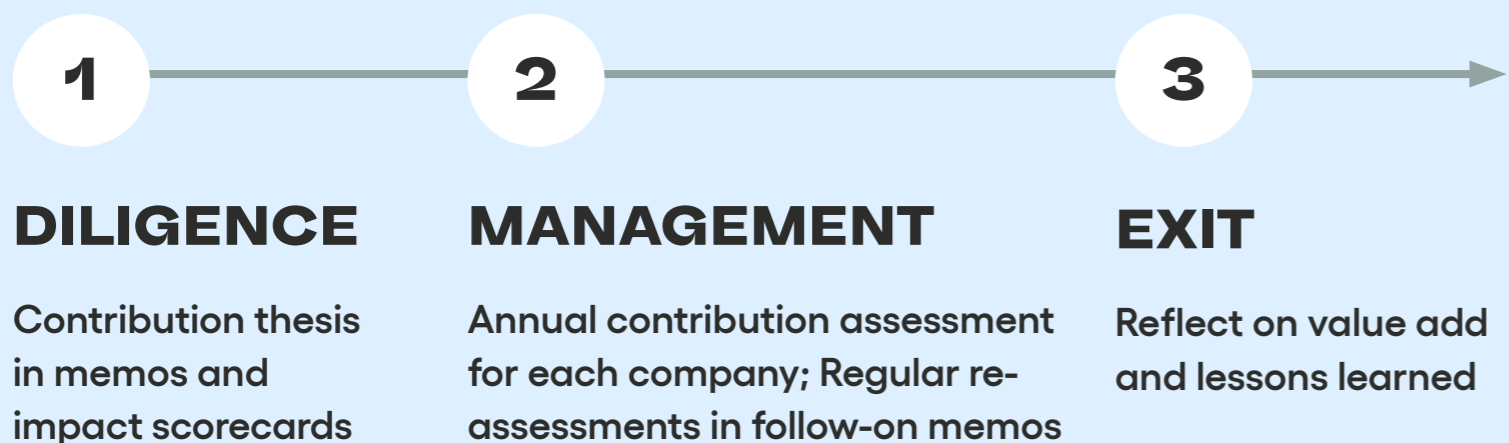 1
2
3
DILIGENCE
Contribution thesis
in memos and
impact scorecards
MANAGEMENT
Annual contribution assessment
for each company; Regular re-
assessments in follow-on memos
EXIT
Reflect on value add
and lessons learned